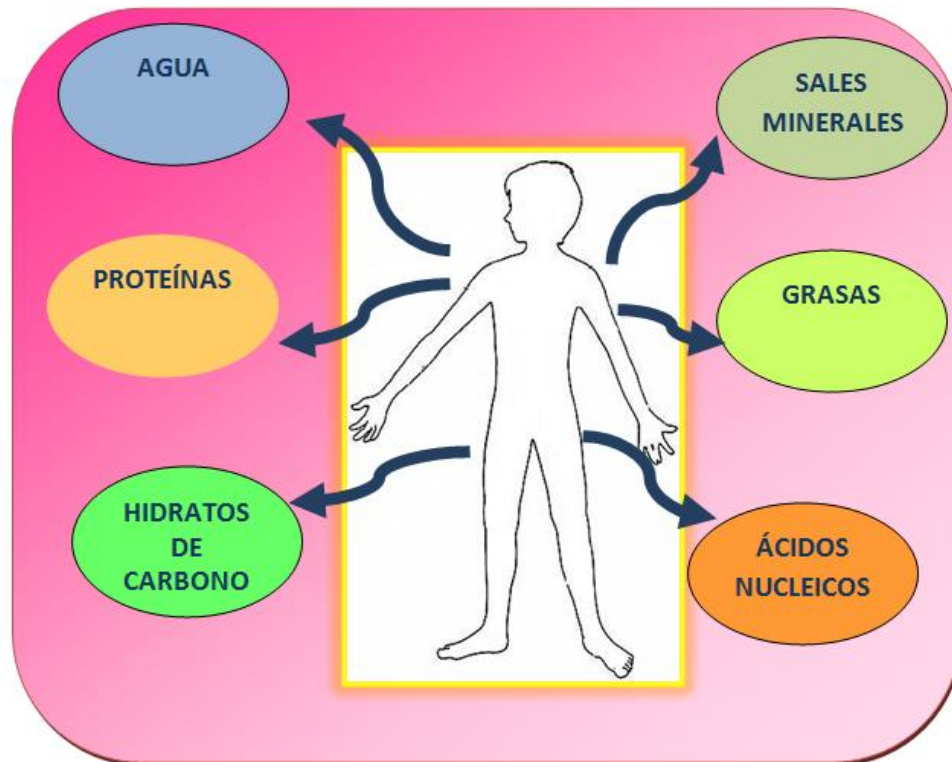 AGUA
SALES
MINERALES
PROTEÍNAS
GRASAS
HIDRATOS
DE
CARBONO
ÁCIDOS
NUCLEICOS